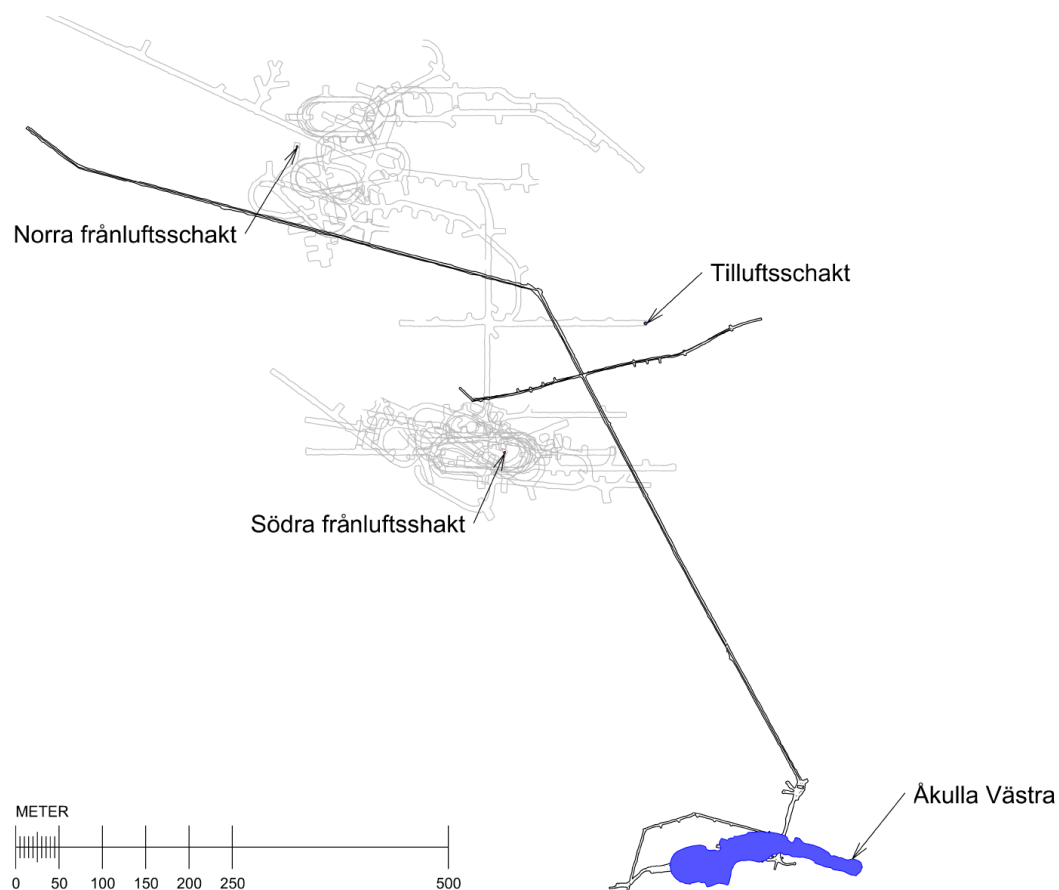 Norra frånluftsschakt
Tilluftsschakt
Södra frånluftsshakt
Åkulla Västra
METER
0 50 100 150 200 250 500